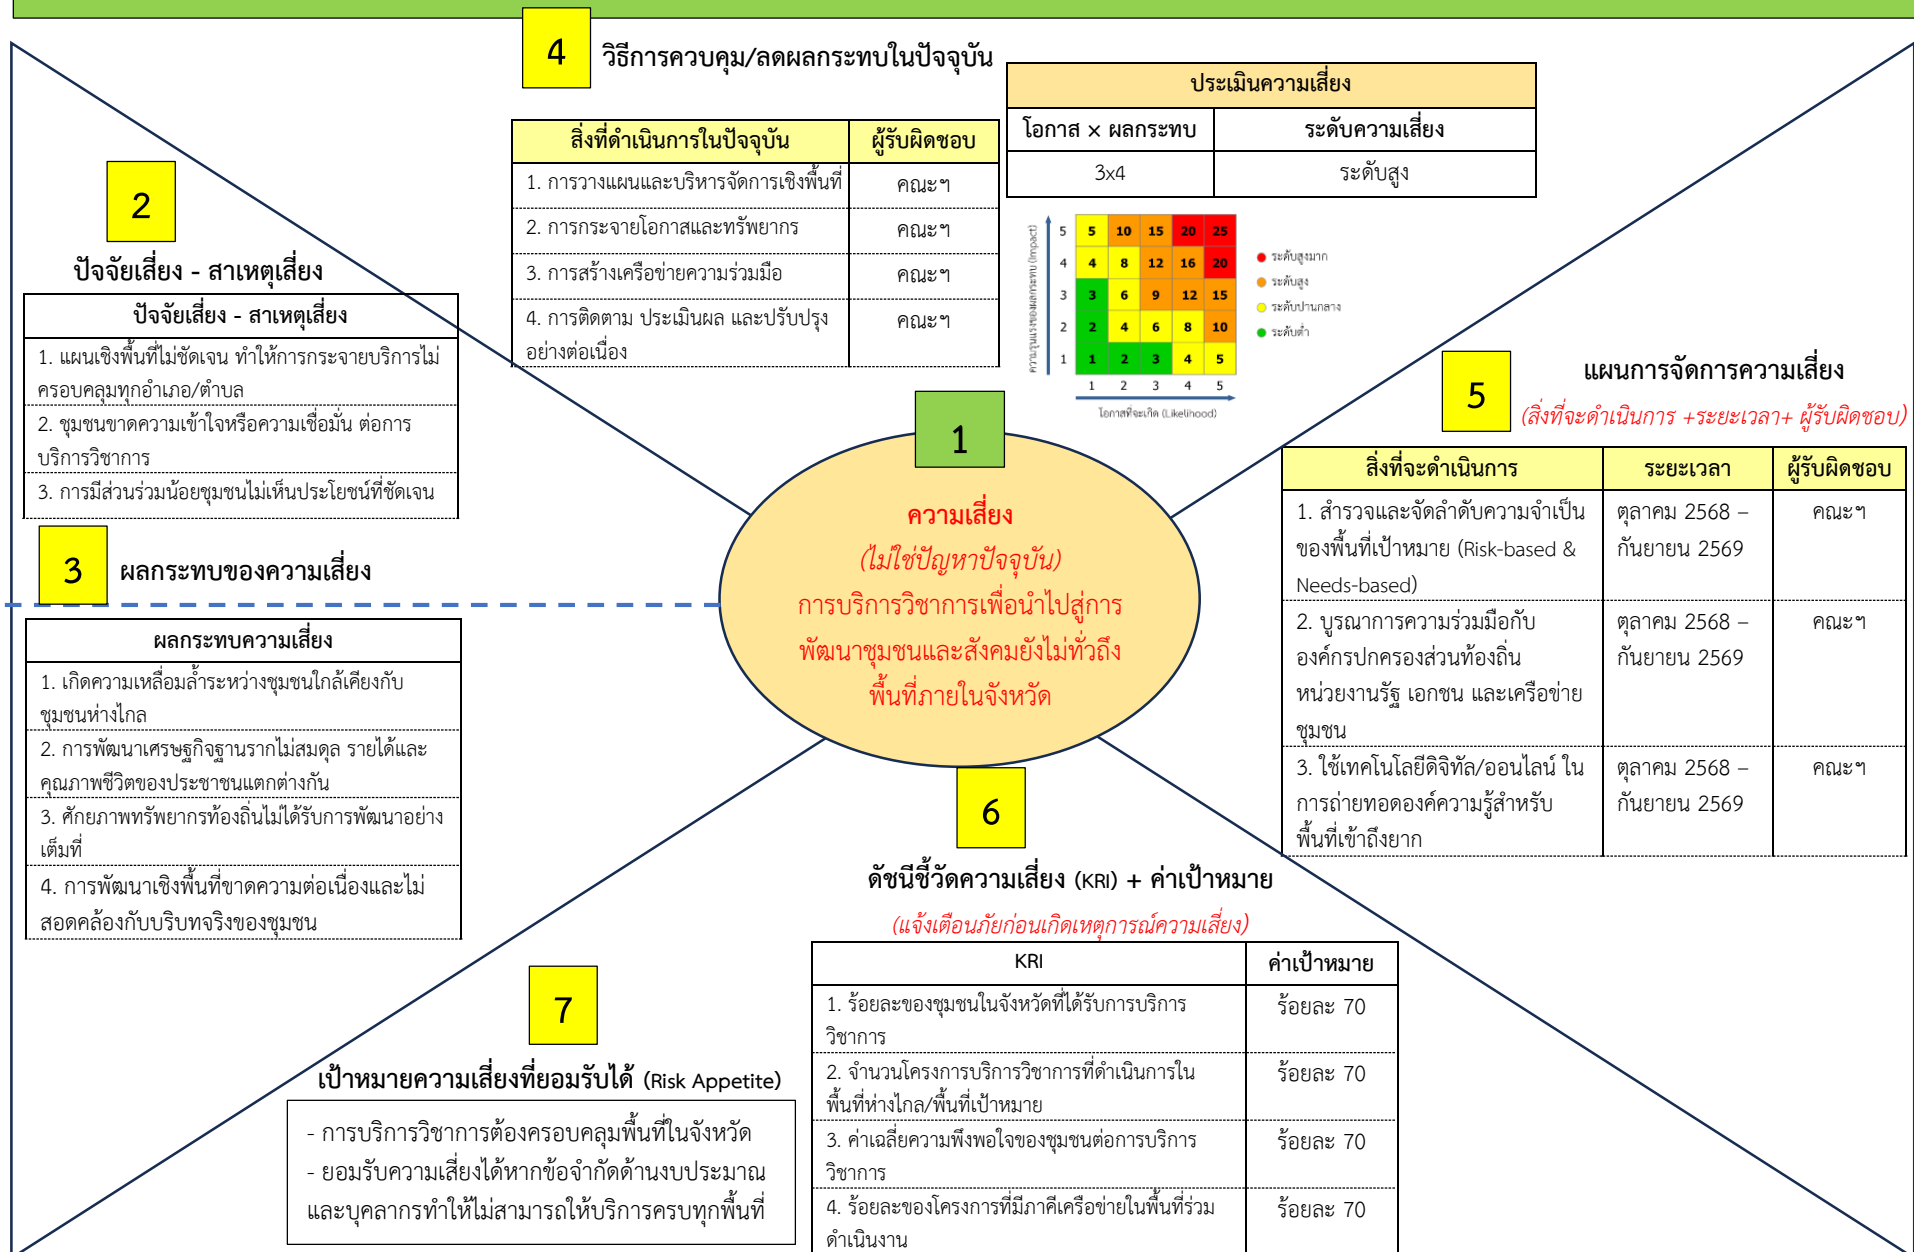 4
วิธีการควบคุม/ลดผลกระทบในปัจจุบัน
สิ่งที่ดำเนินการในปัจจุบัน ผู้รับผิดชอบ
1. การวางแผนและบริหารจัดการเชิงพื้นที่ คณะฯ
2. การกระจายโอกาสและทรัพยากร คณะฯ
3. การสร้างเครือข่ายความร่วมมือ คณะฯ
4. การติดตาม ประเมินผล และปรับปรุง คณะฯ
อย่างต่อเนื่อง
ประเมินความเสี่ยง
โอกาส × ผลกระทบ ระดับความเสี่ยง
3x4 ระดับสูง
ความรุนแรงของผลกระทบ (Impact)
5 5 10 15 20 25
4 4 8 12 16 20
3 3 6 9 12 15
2 2 4 6 8 10
1 1 2 3 4 5
1 2 3 4 5
โอกาสที่จะเกิด (Likelihood)
ระดับสูงมาก
ระดับสูง
ระดับปานกลาง
ระดับต่ำ
2
ปัจจัยเสี่ยง - สาเหตุเสี่ยง
ปัจจัยเสี่ยง - สาเหตุเสี่ยง
1. แผนเชิงพื้นที่ไม่ชัดเจน ทำให้การกระจายบริการไม่
ครอบคลุมทุกอำเภอ/ตำบล
2. ชุมชนขาดความเข้าใจหรือความเชื่อมั่น ต่อการ
บริการวิชาการ
3. การมีส่วนร่วมน้อยชุมชนไม่เห็นประโยชน์ที่ชัดเจน
3
ผลกระทบของความเสี่ยง
ผลกระทบความเสี่ยง
1. เกิดความเหลื่อมล้ำระหว่างชุมชนใกล้เคียงกับ
ชุมชนห่างไกล
2. การพัฒนาเศรษฐกิจฐานรากไม่สมดุล รายได้และ
คุณภาพชีวิตของประชาชนแตกต่างกัน
3. ศักยภาพทรัพยากรท้องถิ่นไม่ได้รับการพัฒนาอย่าง
เต็มที่
4. การพัฒนาเชิงพื้นที่ขาดความต่อเนื่องและไม่
สอดคล้องกับบริบทจริงของชุมชน
1
ความเสี่ยง
(ไม่ใช่ปัญหาปัจจุบัน)
การบริการวิชาการเพื่อนำไปสู่การ
พัฒนาชุมชนและสังคมยังไม่ทั่วถึง
พื้นที่ภายในจังหวัด
5
แผนการจัดการความเสี่ยง
(สิ่งที่จะดำเนินการ +ระยะเวลา+ ผู้รับผิดชอบ)
สิ่งที่จะดำเนินการ ระยะเวลา ผู้รับผิดชอบ
1. สำรวจและจัดลำดับความจำเป็น ตุลาคม 2568 – คณะฯ
ของพื้นที่เป้าหมาย (Risk-based & กันยายน 2569
Needs-based)
2. บูรณาการความร่วมมือกับ ตุลาคม 2568 – คณะฯ
องค์กรปกครองส่วนท้องถิ่น กันยายน 2569
หน่วยงานรัฐ เอกชน และเครือข่าย
ชุมชน
3. ใช้เทคโนโลยีดิจิทัล/ออนไลน์ ใน ตุลาคม 2568 – คณะฯ
การถ่ายทอดองค์ความรู้สำหรับ กันยายน 2569
พื้นที่เข้าถึงยาก
6
ดัชนีชี้วัดความเสี่ยง (KRI) + ค่าเป้าหมาย
(แจ้งเตือนภัยก่อนเกิดเหตุการณ์ความเสี่ยง)
KRI ค่าเป้าหมาย
1. ร้อยละของชุมชนในจังหวัดที่ได้รับการบริการ ร้อยละ 70
วิชาการ
2. จำนวนโครงการบริการวิชาการที่ดำเนินการใน ร้อยละ 70
พื้นที่ห่างไกล/พื้นที่เป้าหมาย
3. ค่าเฉลี่ยความพึงพอใจของชุมชนต่อการบริการ ร้อยละ 70
วิชาการ
4. ร้อยละของโครงการที่มีภาคีเครือข่ายในพื้นที่ร่วม ร้อยละ 70
ดำเนินงาน
7
เป้าหมายความเสี่ยงที่ยอมรับได้ (Risk Appetite)
- การบริการวิชาการต้องครอบคลุมพื้นที่ในจังหวัด
- ยอมรับความเสี่ยงได้หากข้อจำกัดด้านงบประมาณ
และบุคลากรทำให้ไม่สามารถให้บริการครบทุกพื้นที่